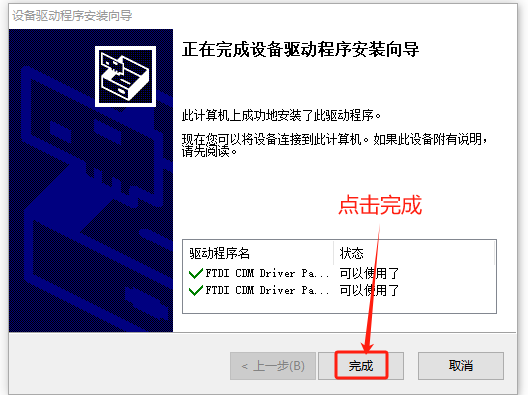 设备驱动程序安装向导
正在完成设备驱动程序安装向导
此计算机上成功地安装了此驱动程序。
现在您可以将设备连接到此计算机。如果此设备附有说明，
请先阅读。
点击完成
驱动程序名 状态
FTDI CDM Driver Pa... 可以使用了
FTDI CDM Driver Pa... 可以使用了
< 上一步(B) 完成 取消